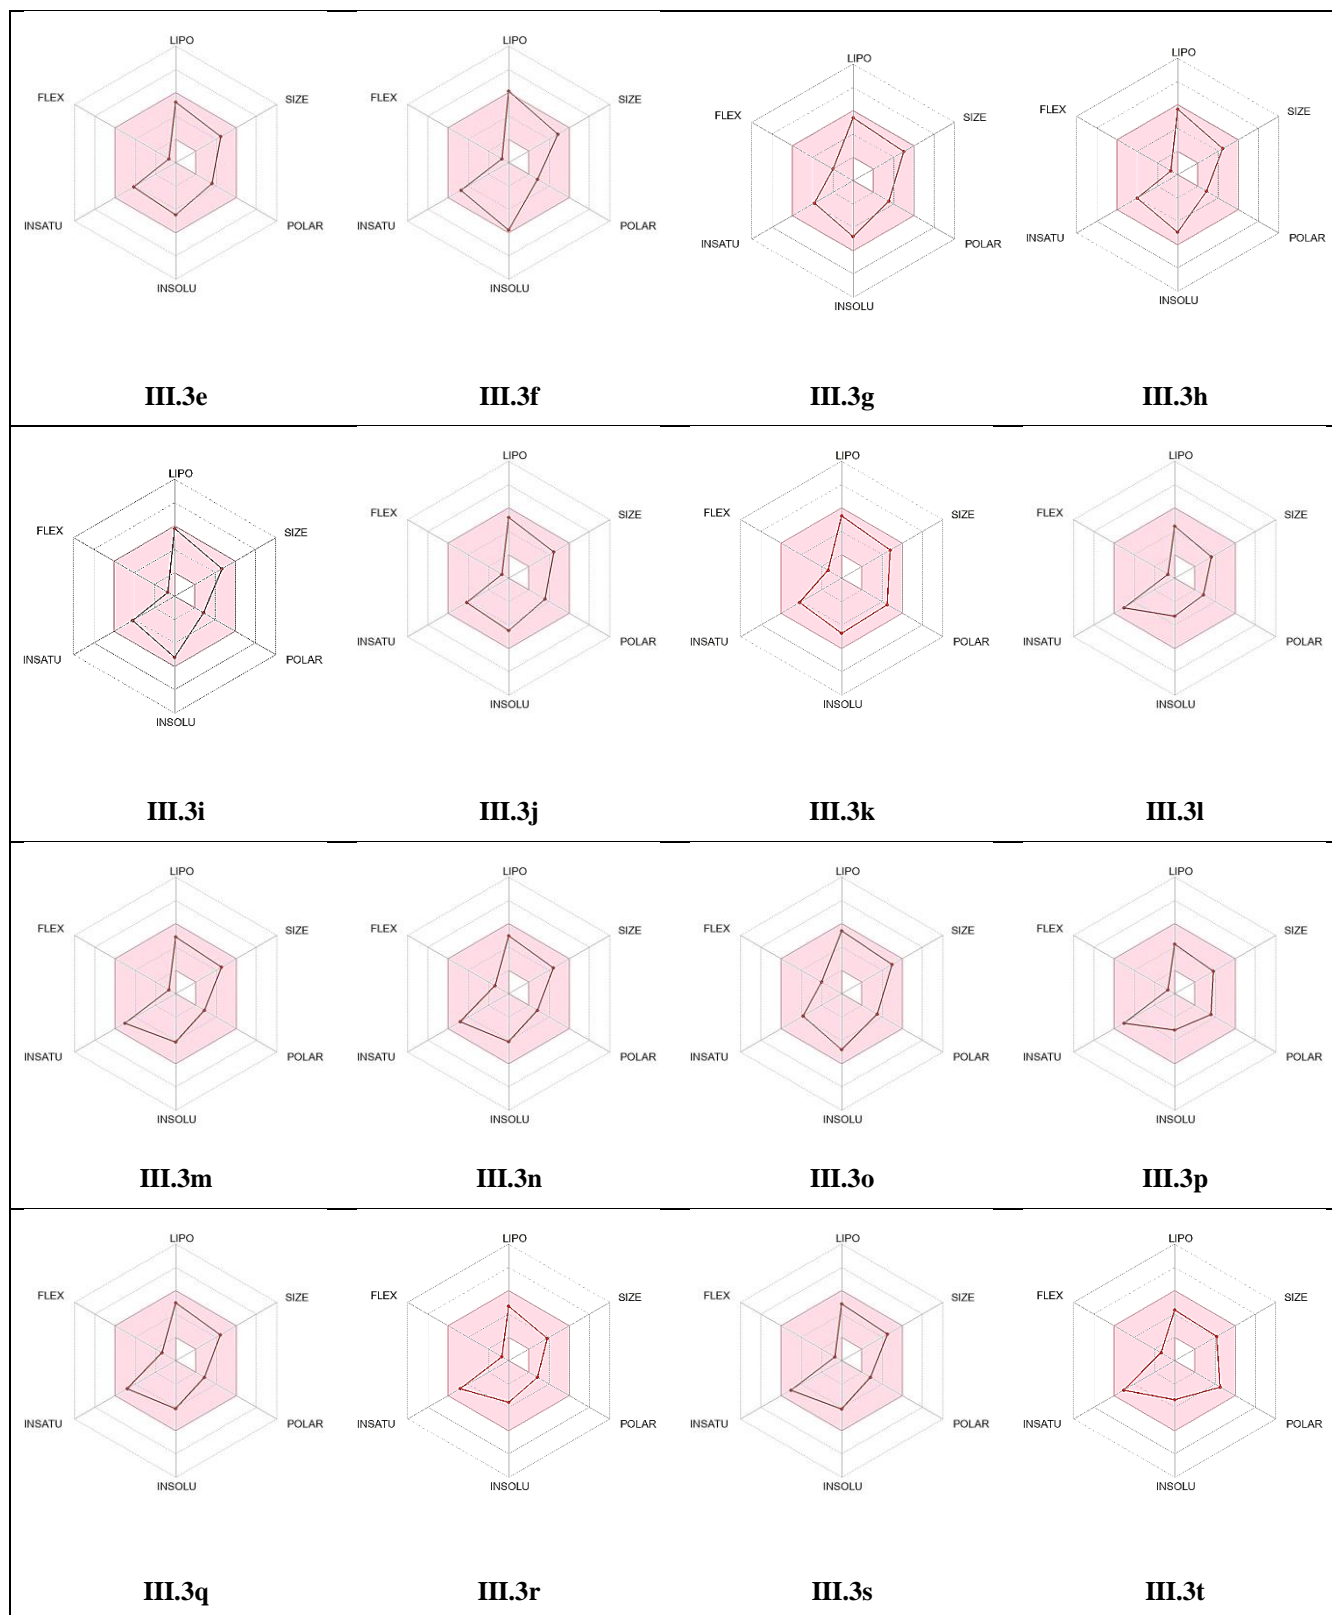 LIPO
FLEX
SIZE
INSATU
POLAR
INSOLU
III.3e
LIPO
FLEX
SIZE
INSATU
POLAR
INSOLU
III.3f
LIPO
FLEX
SIZE
INSATU
POLAR
INSOLU
III.3g
LIPO
FLEX
SIZE
INSATU
POLAR
INSOLU
III.3h
LIPO
FLEX
SIZE
INSATU
POLAR
INSOLU
III.3i
LIPO
FLEX
SIZE
INSATU
POLAR
INSOLU
III.3j
LIPO
FLEX
SIZE
INSATU
POLAR
INSOLU
III.3k
LIPO
FLEX
SIZE
INSATU
POLAR
INSOLU
III.3l
LIPO
FLEX
SIZE
INSATU
POLAR
INSOLU
III.3m
LIPO
FLEX
SIZE
INSATU
POLAR
INSOLU
III.3n
LIPO
FLEX
SIZE
INSATU
POLAR
INSOLU
III.3o
LIPO
FLEX
SIZE
INSATU
POLAR
INSOLU
III.3p
LIPO
FLEX
SIZE
INSATU
POLAR
INSOLU
III.3q
LIPO
FLEX
SIZE
INSATU
POLAR
INSOLU
III.3r
LIPO
FLEX
SIZE
INSATU
POLAR
INSOLU
III.3s
LIPO
FLEX
SIZE
INSATU
POLAR
INSOLU
III.3t